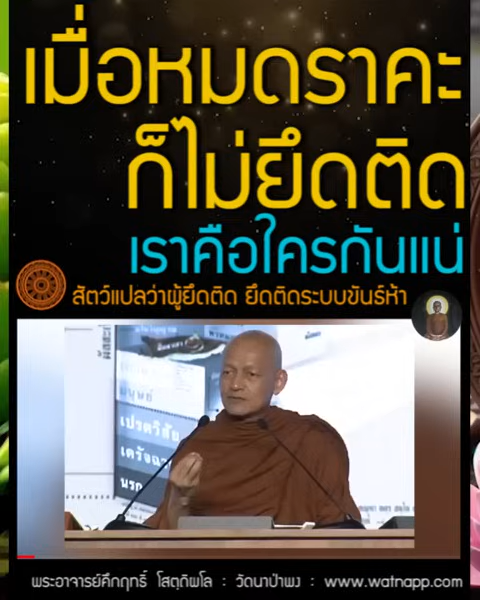 เมื่อหมดราคะ
ก็ไม่ยึดติด
เราคือใครกันแน่
สัตว์แปลว่าผู้ยึดติด ยึดติดระบบขันธ์ห้า
มนุษย์
เปรตวิสัย
เดรัจฉา
นรก
พระอาจารย์คึกฤทธิ์ โสตฺถิผโล : วัดนาป่าพง : www.watnapp.com